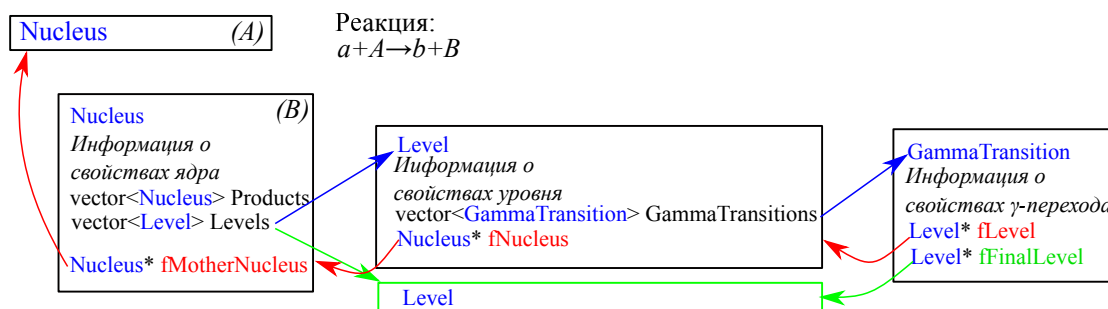 Nucleus (A)
Реакция:
a+A→b+B
Nucleus (B)
Информация о
свойствах ядра
vector<Nucleus> Products
vector<Level> Levels
Nucleus* fMotherNucleus
Level
Ииформация о
свойствах уровня
vector<GammaTransition> GammaTransitions
Nucleus* fNucleus
Level
GammaTransition
Информация о
свойствах γ-перехода
Level* fLevel
Level* fFinalLevel